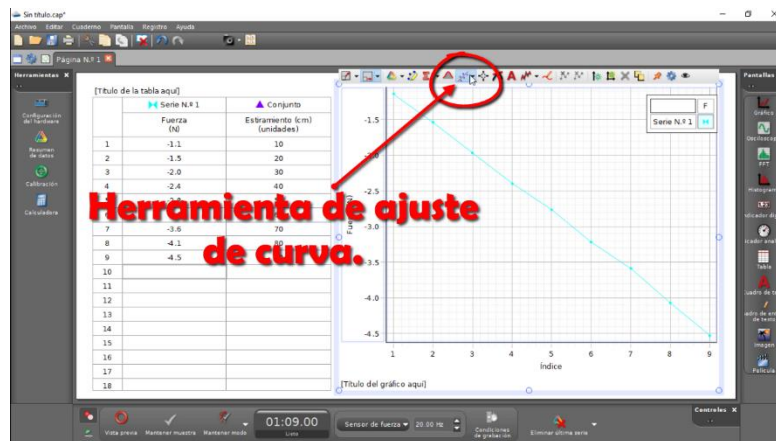 Sin título.cap*
Archivo Editar Cuaderno Pantalla Registro Ayuda
Página N.º 1
Herramientas
Pantallas
Configuración
del hardware
Resumen
de datos
Calibración
Calculadora
[Título de la tabla aquí]
Serie N.º 1 Conjunto
Fuerza Estiramiento (cm)
(N) (unidades)
1 -1.1 10
2 -1.5 20
3 -2.0 30
4 -2.4 40
7 -3.6 70
8 -4.1 80
9 -4.5
10
11
12
13
14
15
16
17
18
Herramienta de ajuste
de curva.
F
Serie N.º 1
-1.5
-2.5
-3.0
-3.5
-4.0
-4.5
1 2 3 4 5 6 7 8 9
Índice
[Título del gráfico aquí]
Gráfico
FFT
Tabla
Imagen
Película
Vista previa Mantener muestra Mantener modo
01:09.00
Listo
Sensor de fuerza 20.00 Hz
Condiciones
de grabación
Eliminar última serie
Controles